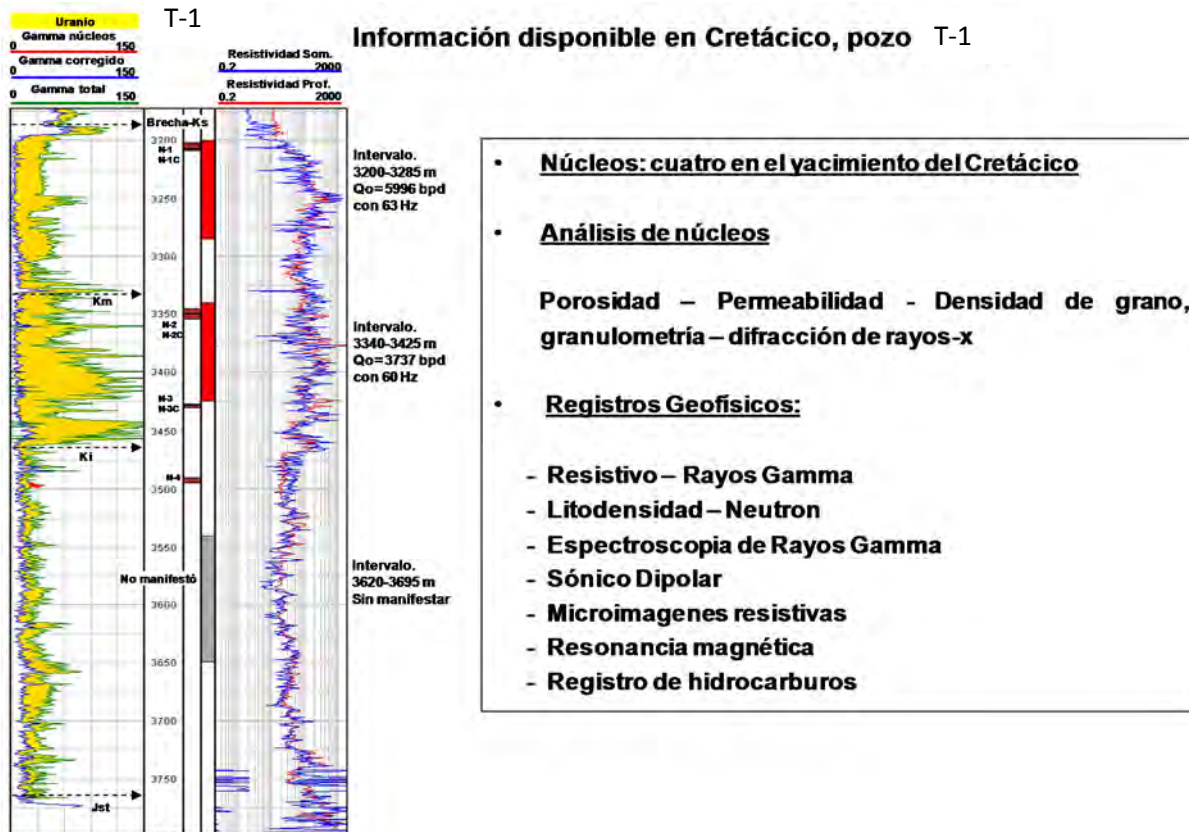 T-1
Información disponible en Cretácico, pozo T-1
Uranio
Gamma núcleos
0 150
Gamma corregido
0 150
Gamma total
0 150
Resistividad Som.
0.2 2000
Resistividad Prof.
0.2 2000
Brecha-Ks
3200
N-1
N-1C
3250
3300
Km
3350
N-2
N-2C
3400
N-3
N-3C
3450
Ki
N-4
3500
3550
No manifestó
3600
3650
3700
3750
Jst
Intervalo.
3200-3285 m
Qo= 5996 bpd
con 63 Hz
Intervalo.
3340-3425 m
Qo=3737 bpd
con 60 Hz
Intervalo.
3620-3695 m
Sin manifestar
• Núcleos: cuatro en el yacimiento del Cretácico
• Análisis de núcleos
Porosidad – Permeabilidad - Densidad de grano,
granulometría – difracción de rayos-x
• Registros Geofísicos:
- Resistivo – Rayos Gamma
- Litodensidad – Neutron
- Espectroscopia de Rayos Gamma
- Sónico Dipolar
- Microimagenes resistivas
- Resonancia magnética
- Registro de hidrocarburos